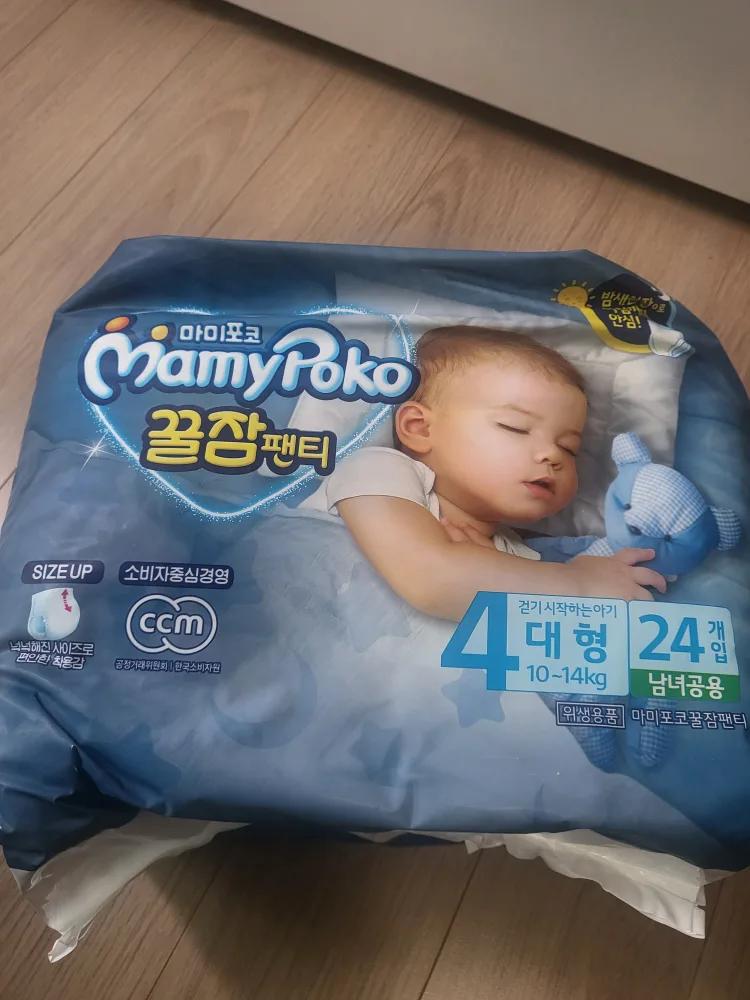 마미포코
MamyPoko
꿀잠팬티
밤새
안심!
SIZE UP
넉넉해진 사이즈로
편안한 착용감
소비자중심경영
ccm
공정거래위원회 | 한국소비자원
4
걷기 시작하는 아기
대형
10~14kg
24개입
남녀공용
위생용품 마미포코꿀잠팬티